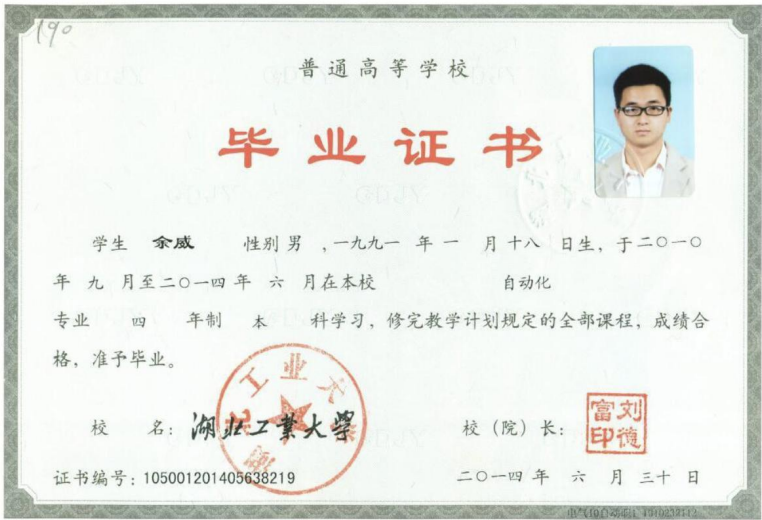 190
普通高等学校
毕业证书
学生 余威 性别 男 ,一九九一 年 一 月 十八 日生, 于二〇一〇
年 九 月至二〇一四年 六 月在本校 自动化
专业 四 年制 本 科学习, 修完教学计划规定的全部课程, 成绩合
格, 准予毕业。
校 名: 湖北工業大学
校(院)长:
刘德富印
证书编号: 105001201405638219
二〇一四 年 六 月 三十 日